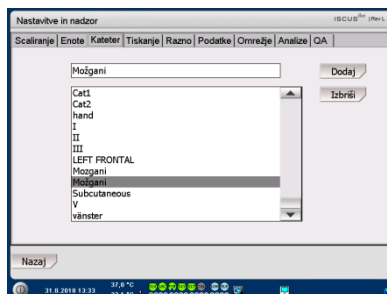 Nastavitve in nadzor
ISCUS
Scaliranje Enote Kateter Tiskanje Razno Podatke Omrežje Analize QA
Možgani
Dodaj
Cat1
Izbriši
Cat2
hand
I
II
III
LEFT FRONTAL
Mozgani
Možgani
Subcutaneous
V
vänster
Nazaj
31.8.2018 13:33
37,0 °C